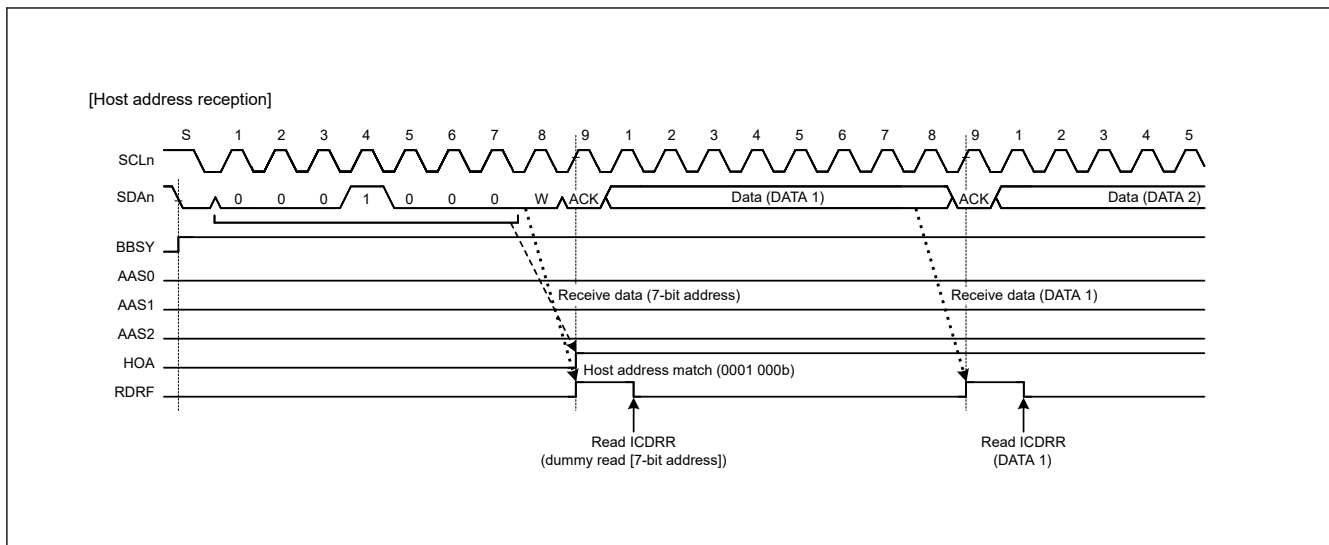 [Host address reception]
S 1 2 3 4 5 6 7 8 9 1 2 3 4 5 6 7 8 9 1 2 3 4 5
SCLn
SDAn 0 0 0 1 0 0 0 W ACK Data (DATA 1) ACK Data (DATA 2)
BBSY
AAS0
Receive data (7-bit address) Receive data (DATA 1)
AAS1
AAS2
HOA
Host address match (0001 000b)
RDRF
Read ICDRR Read ICDRR
(dummy read [7-bit address]) (DATA 1)